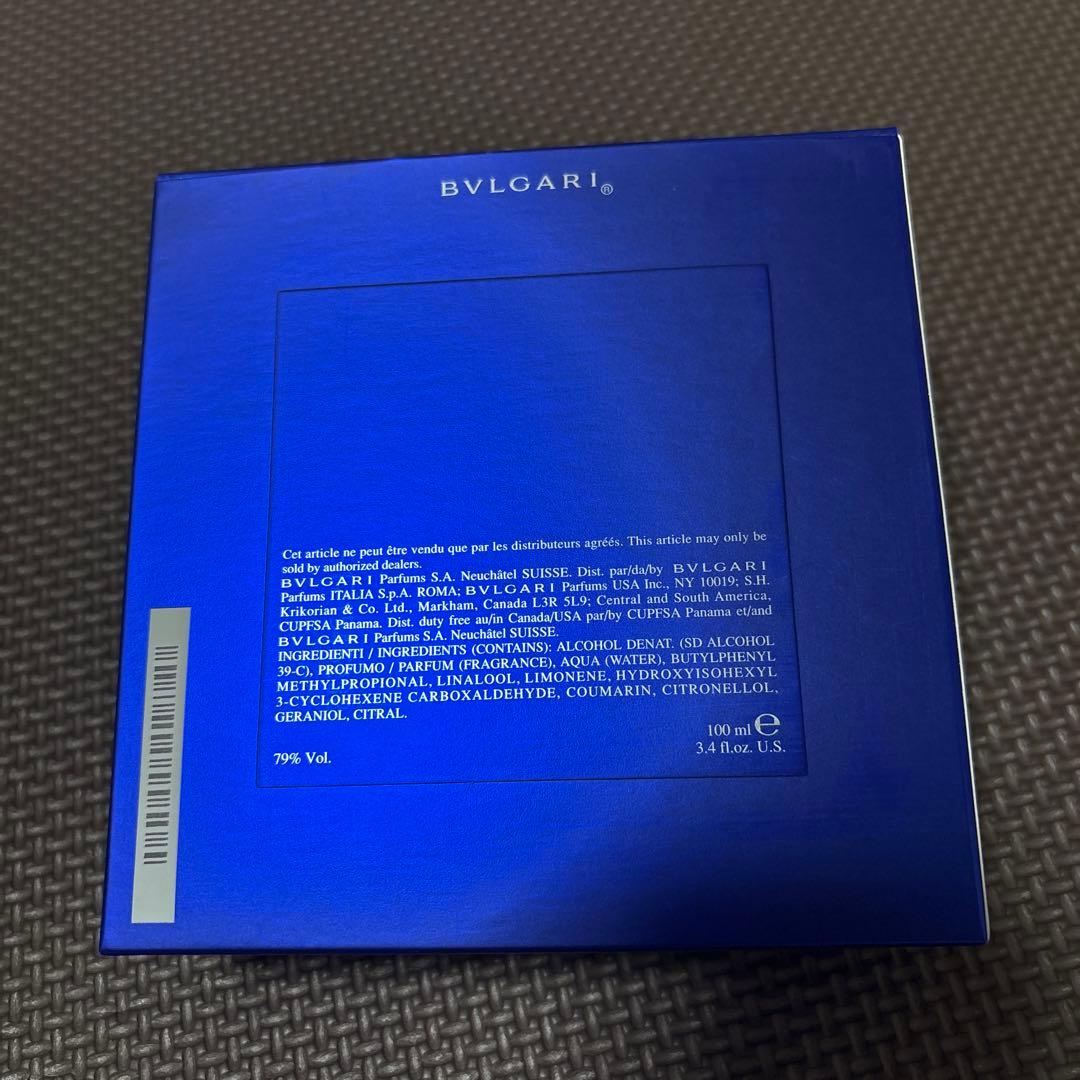 BVLGARI®
Cet article ne peut être vendu que par les distributeurs agréés. This article may only be
sold by authorized dealers.
BVLGARI Parfums S.A. Neuchâtel SUISSE. Dist. par/da/by BVLGARI
Parfums ITALIA S.p.A. ROMA; BVLGARI Parfums USA Inc., NY 10019; S.H.
Krikorian & Co. Ltd., Markham, Canada L3R 5L9; Central and South America,
CUPFSA Panama. Dist. duty free au/in Canada/USA par/by CUPFSA Panama et/and
BVLGARI Parfums S.A. Neuchâtel SUISSE.
INGREDIENTI / INGREDIENTS (CONTAINS): ALCOHOL DENAT. (SD ALCOHOL
39-C), PROFUMO / PARFUM (FRAGRANCE), AQUA (WATER), BUTYLPHENYL
METHYLPROPIONAL, LINALOOL, LIMONENE, HYDROXYISOHEXYL
3-CYCLOHEXENE CARBOXALDEHYDE, COUMARIN, CITRONELLOL,
GERANIOL, CITRAL.
100 ml e
3.4 fl.oz. U.S.
79% Vol.